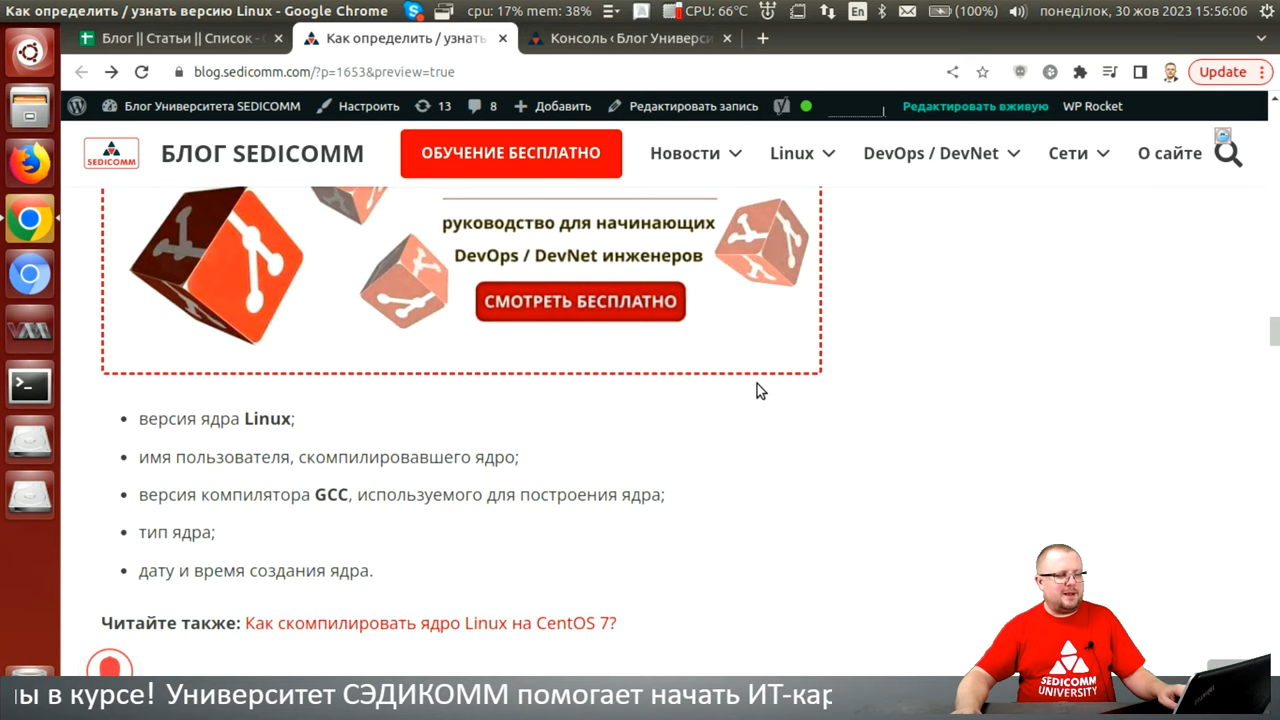 Как определить / узнать версию Linux - Google Chrome
cpu: 17% mem: 38%
CPU: 66°C
En
(100%)
понеділок, 30 жов 2023 15:56:06
Блог || Статьи || Список -
Как определить / узнать
Консоль ‹ Блог Универси
blog.sedicomm.com/?p=1653&preview=true
Update
Блог Университета SEDICOMM
Настроить
13
8
Добавить
Редактировать запись
Редактировать вживую
WP Rocket
SEDICOMM
БЛОГ SEDICOMM
ОБУЧЕНИЕ БЕСПЛАТНО
Новости
Linux
DevOps / DevNet
Сети
О сайте
руководство для начинающих
DevOps / DevNet инженеров
СМОТРЕТЬ БЕСПЛАТНО
версия ядра Linux;
имя пользователя, скомпилировавшего ядро;
версия компилятора GCC, используемого для построения ядра;
тип ядра;
дату и время создания ядра.
Читайте также: Как скомпилировать ядро Linux на CentOS 7?
SEDICOMM
UNIVERSITY
ны в курсе! Университет СЭДИКОММ помогает начать ИТ-кар